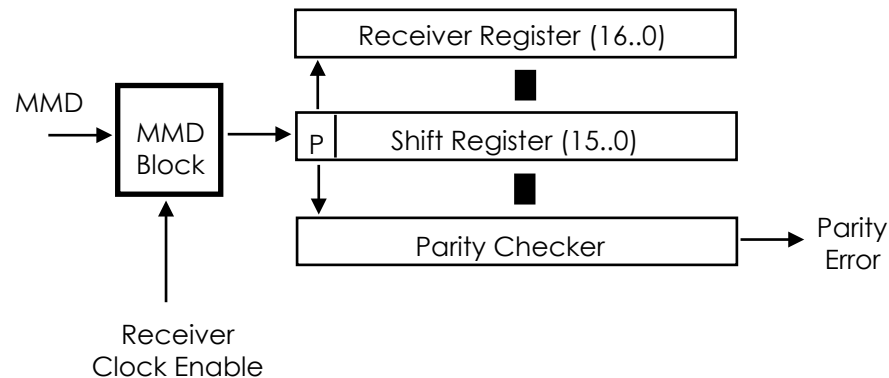 Receiver Register (16..0)
MMD
MMD
Block
P
Shift Register (15..0)
Parity Checker
Parity
Error
Receiver
Clock Enable